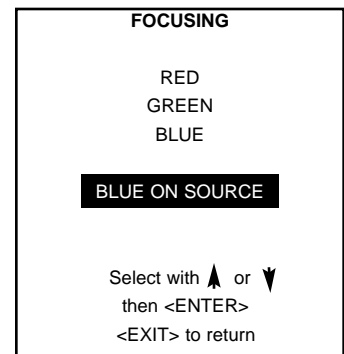 FOCUSING
RED
GREEN
BLUE
BLUE ON SOURCE
Select with or
then <ENTER>
<EXIT> to return